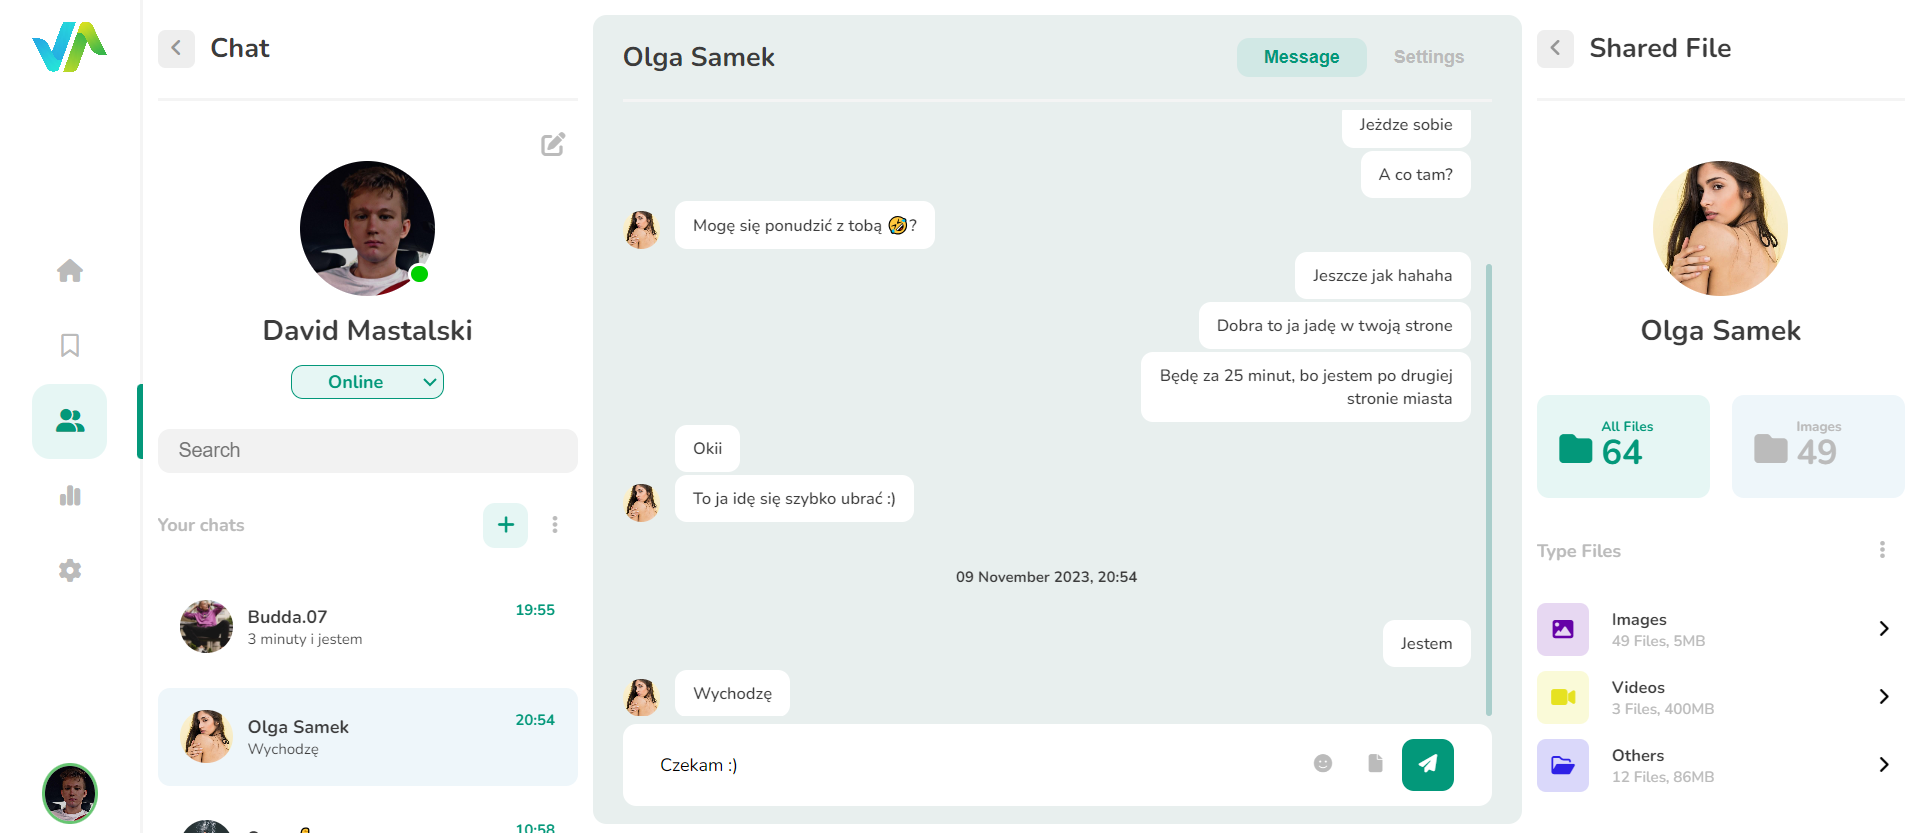 Chat
David Mastalski
Online
Search
Your chats
Budda.07
19:55
3 minuty i jestem
Olga Samek
20:54
Wychodzę
10:58
Olga Samek
Message
Settings
Jeżdze sobie
A co tam?
Mogę się ponudzić z tobą 🤣?
Jeszcze jak hahaha
Dobra to ja jadę w twoją strone
Będę za 25 minut, bo jestem po drugiej
stronie miasta
Okii
To ja idę się szybko ubrać :)
09 November 2023, 20:54
Jestem
Wychodzę
Czekam :)
Shared File
Olga Samek
All Files
64
Images
49
Type Files
Images
49 Files, 5MB
Videos
3 Files, 400MB
Others
12 Files, 86MB